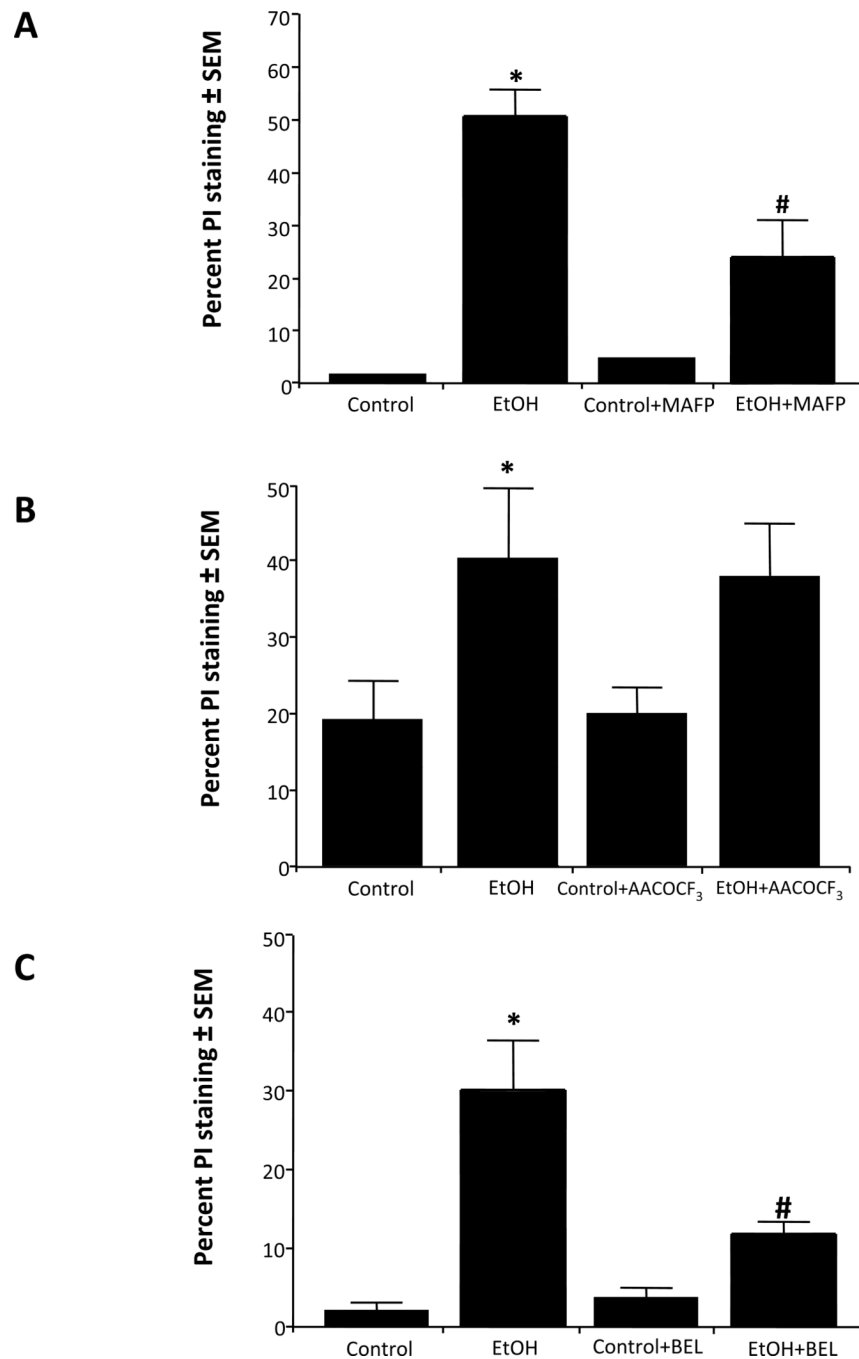 A
Percent PI staining ± SEM
70
60
50
40
30
20
10
0
*
#
Control EtOH Control+MAFP EtOH+MAFP
B
Percent PI staining ± SEM
50
40
30
20
10
0
*
Control EtOH Control+AACOCF₃ EtOH+AACOCF₃
C
Percent PI staining ± SEM
50
40
30
20
10
0
*
#
Control EtOH Control+BEL EtOH+BEL